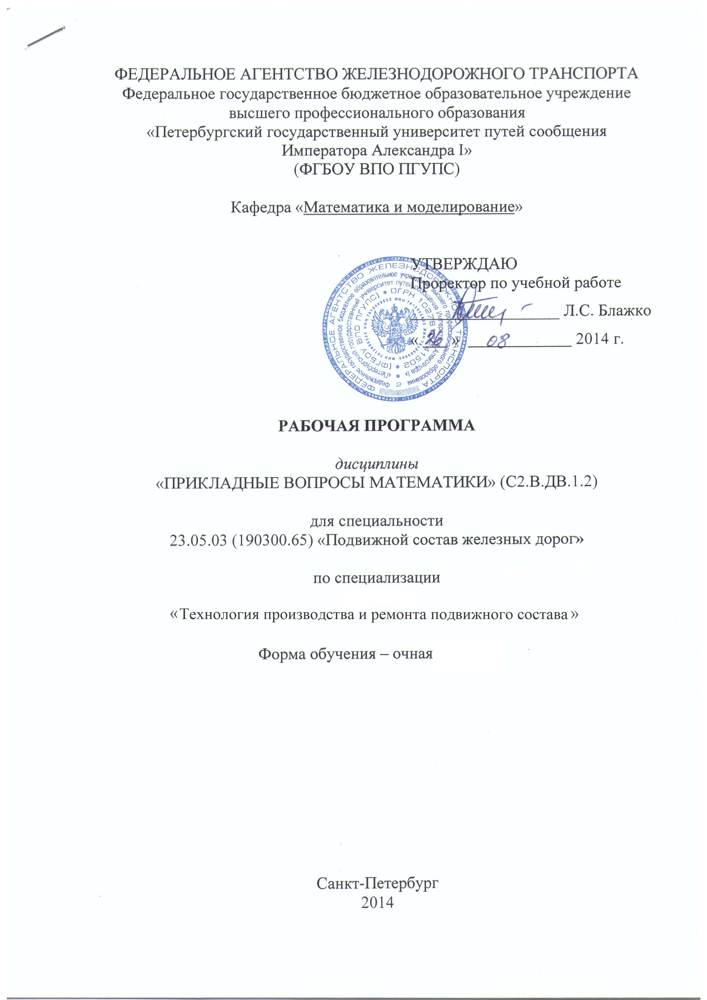 ФЕДЕРАЛЬНОЕ АГЕНТСТВО ЖЕЛЕЗНОДОРОЖНОГО ТРАНСПОРТА
Федеральное государственное бюджетное образовательное учреждение
высшего профессионального образования
«Петербургский государственный университет путей сообщения
Императора Александра I»
(ФГБОУ ВПО ПГУПС)
Кафедра «Математика и моделирование»
УТВЕРЖДАЮ
Проректор по учебной работе
Л.С. Блажко
« » 08 2014 г.
ФЕДЕРАЛЬНОЕ АГЕНТСТВО ЖЕЛЕЗНОДОРОЖНОГО ТРАНСПОРТА
Федеральное государственное бюджетное образовательное учреждение высшего профессионального образования
«Петербургский государственный университет путей сообщения Императора Александра I»
(ФГБОУ ВПО ПГУПС) * ОГРН
ИНН 7812009592
РАБОЧАЯ ПРОГРАММА
дисциплины
«ПРИКЛАДНЫЕ ВОПРОСЫ МАТЕМАТИКИ» (С2.В.ДВ.1.2)
для специальности
23.05.03 (190300.65) «Подвижной состав железных дорог»
по специализации
«Технология производства и ремонта подвижного состава»
Форма обучения – очная
Санкт-Петербург
2014